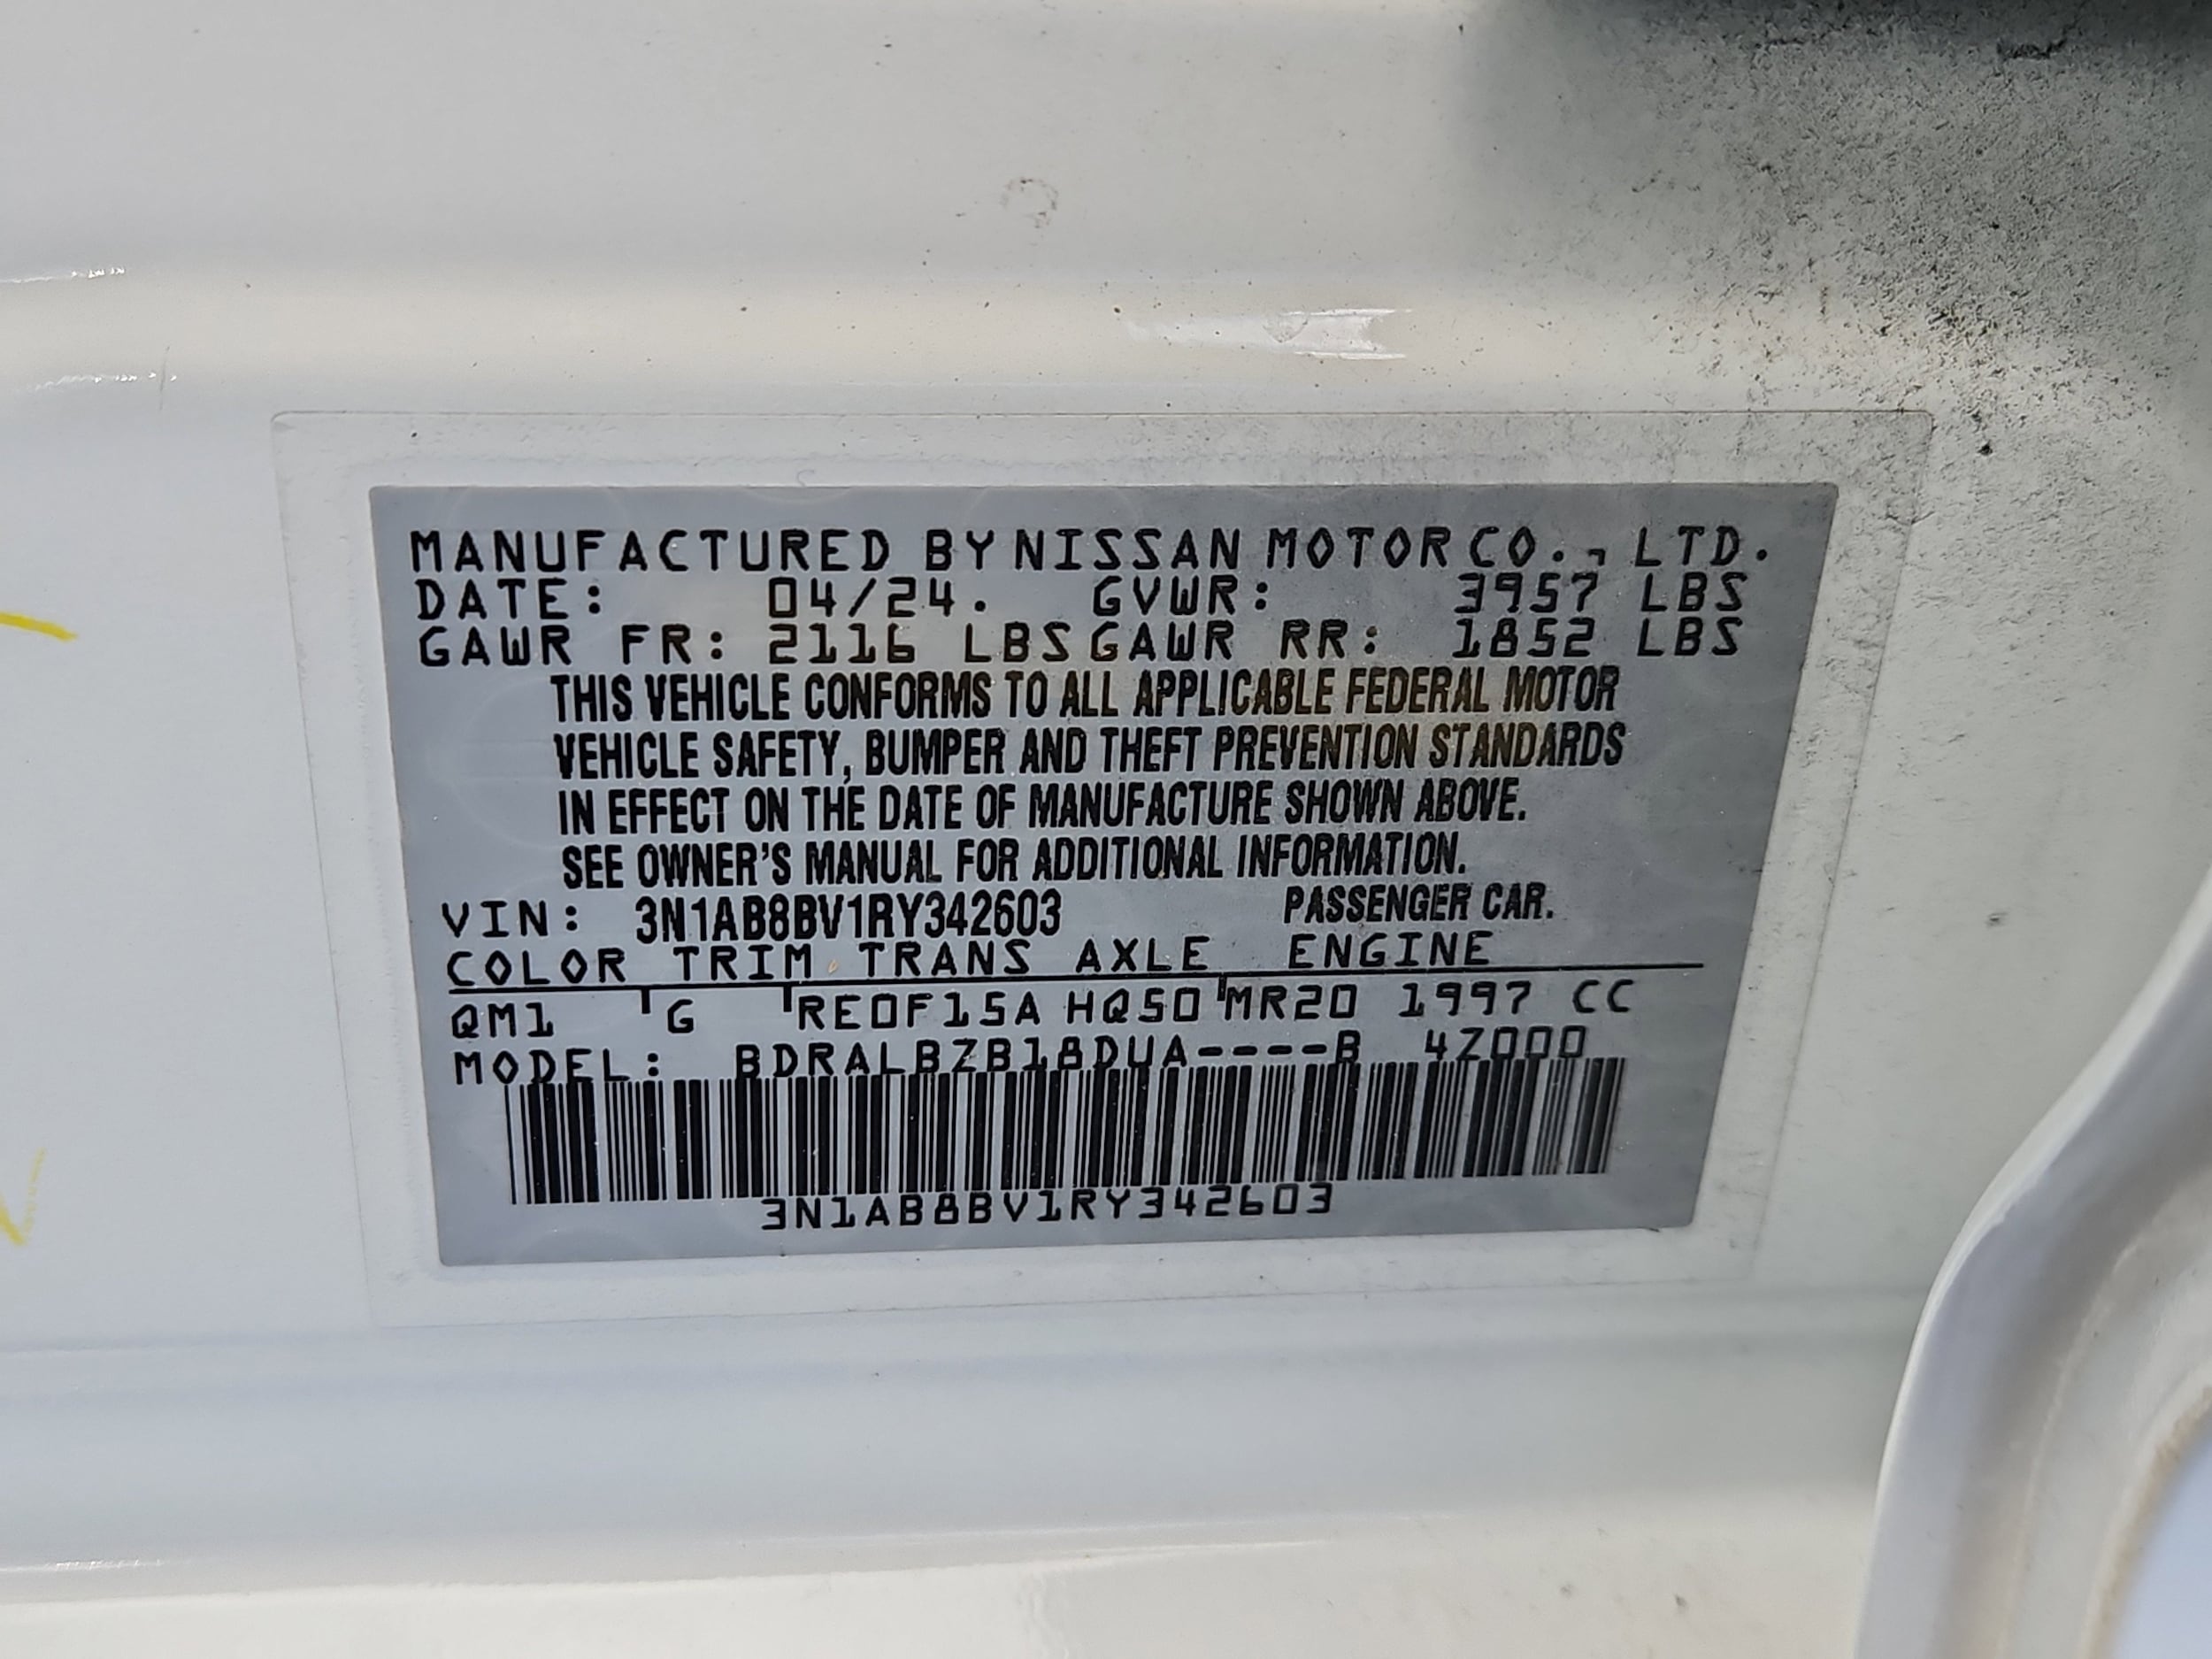 MANUFACTURED BY NISSAN MOTOR CO., LTD.
DATE: 04/24. GVWR: 3957 LBS
GAWR FR: 2116 LBS GAWR RR: 1852 LBS
THIS VEHICLE CONFORMS TO ALL APPLICABLE FEDERAL MOTOR
VEHICLE SAFETY, BUMPER AND THEFT PREVENTION STANDARDS
IN EFFECT ON THE DATE OF MANUFACTURE SHOWN ABOVE.
SEE OWNER'S MANUAL FOR ADDITIONAL INFORMATION.
VIN: 3N1AB8BV1RY342603 PASSENGER CAR.
COLOR TRIM TRANS AXLE ENGINE
QM1 G RE0F15A HQ50 MR20 1997 CC
MODEL: BDRALBZB18DUA----B 4Z000
3N1AB8BV1RY342603